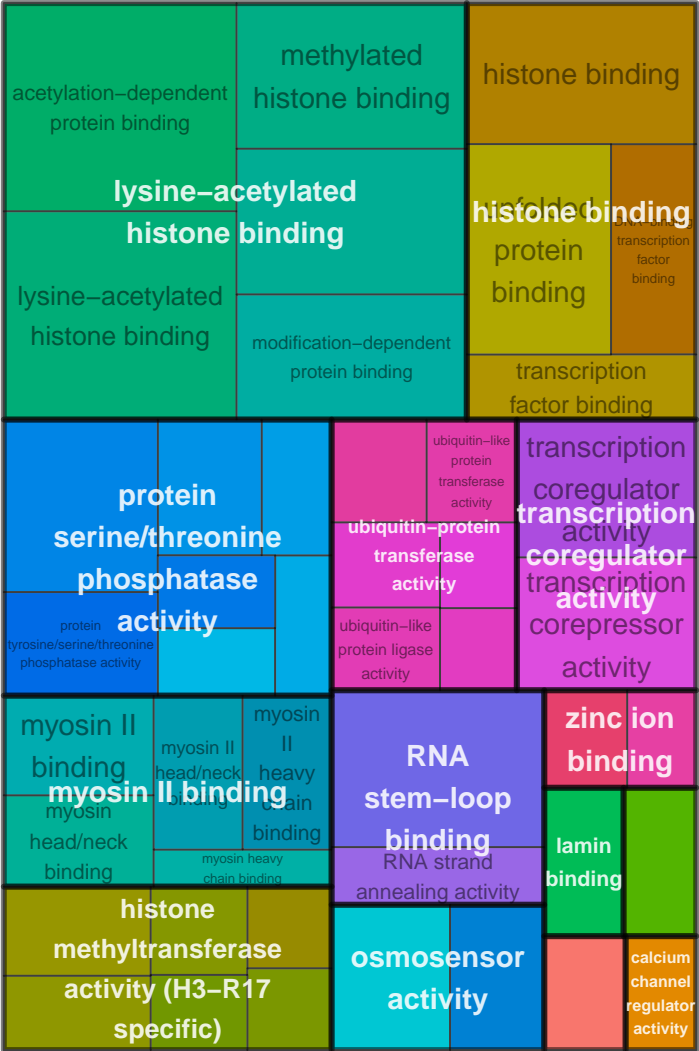 acetylation−dependent
protein binding
methylated
histone binding
lysine−acetylated
histone binding
lysine−acetylated
histone binding
modification−dependent
protein binding
histone binding
histone binding
unfolded
protein
binding
DNA−binding
transcription
factor
binding
transcription
factor binding
protein
serine/threonine
phosphatase
activity
protein
tyrosine/serine/threonine
phosphatase activity
ubiquitin−like
protein
transferase
activity
ubiquitin−protein
transferase
activity
ubiquitin−like
protein ligase
activity
transcription
coregulator
activity
transcription
coregulator
activity
transcription
corepressor
activity
myosin II
binding
myosin II
head/neck
binding
myosin
II
heavy
chain
binding
myosin II binding
myosin
head/neck
binding
myosin heavy
chain binding
RNA
stem−loop
binding
RNA strand
annealing activity
zinc ion
binding
lamin
binding
histone
methyltransferase
activity (H3−R17
specific)
osmosensor
activity
calcium
channel
regulator
activity